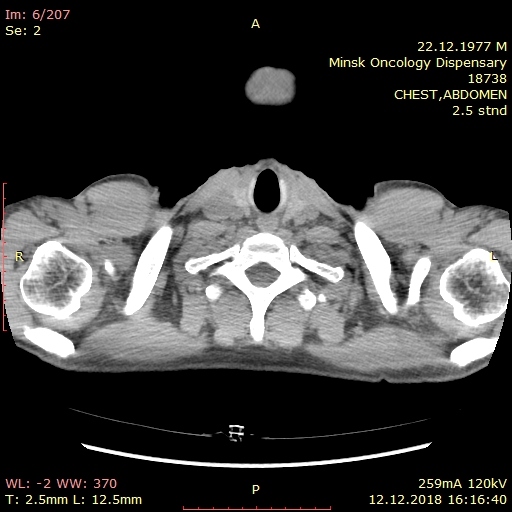 Im: 6/207
Se: 2
A
22.12.1977 M
Minsk Oncology Dispensary
18738
CHEST,ABDOMEN
2.5 stnd
R
L
WL: -2 WW: 370
T: 2.5mm L: 12.5mm
P
259mA 120kV
12.12.2018 16:16:40